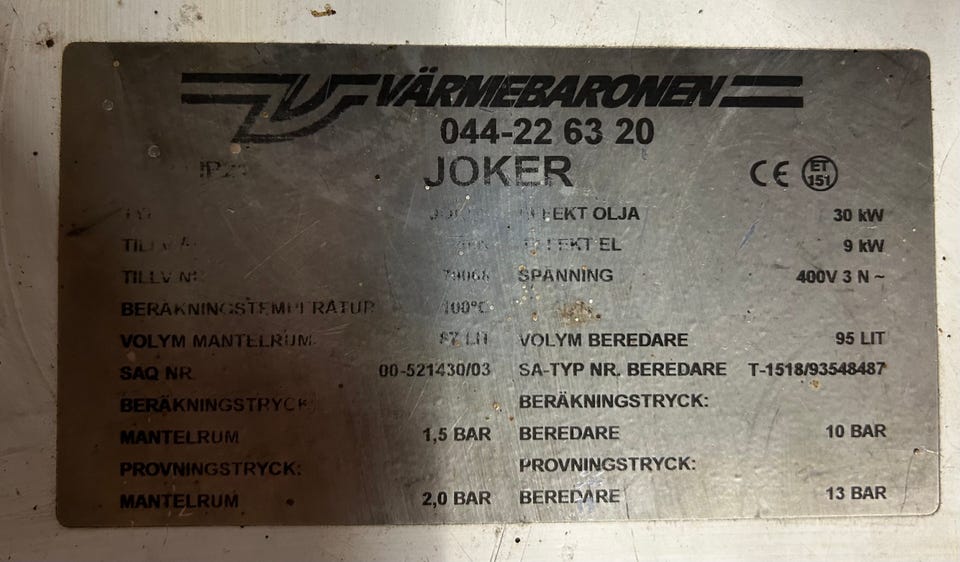 VÄRMEBARONEN
044-22 63 20
JOKER CE ET 151
EFFEKT OLJA 30 kW
EFFEKT EL 9 kW
TILLV.NR SPÄNNING 400V 3 N~
BERÄKNINGSTEMPERATUR 100°C
VOLYM MANTELRUM 87 LIT VOLYM BEREDARE 95 LIT
SAQ NR. 00-521430/03 SA-TYP NR. BEREDARE T-1518/93548487
BERÄKNINGSTRYCK: BERÄKNINGSTRYCK:
MANTELRUM 1,5 BAR BEREDARE 10 BAR
PROVNINGSTRYCK: PROVNINGSTRYCK:
MANTELRUM 2,0 BAR BEREDARE 13 BAR